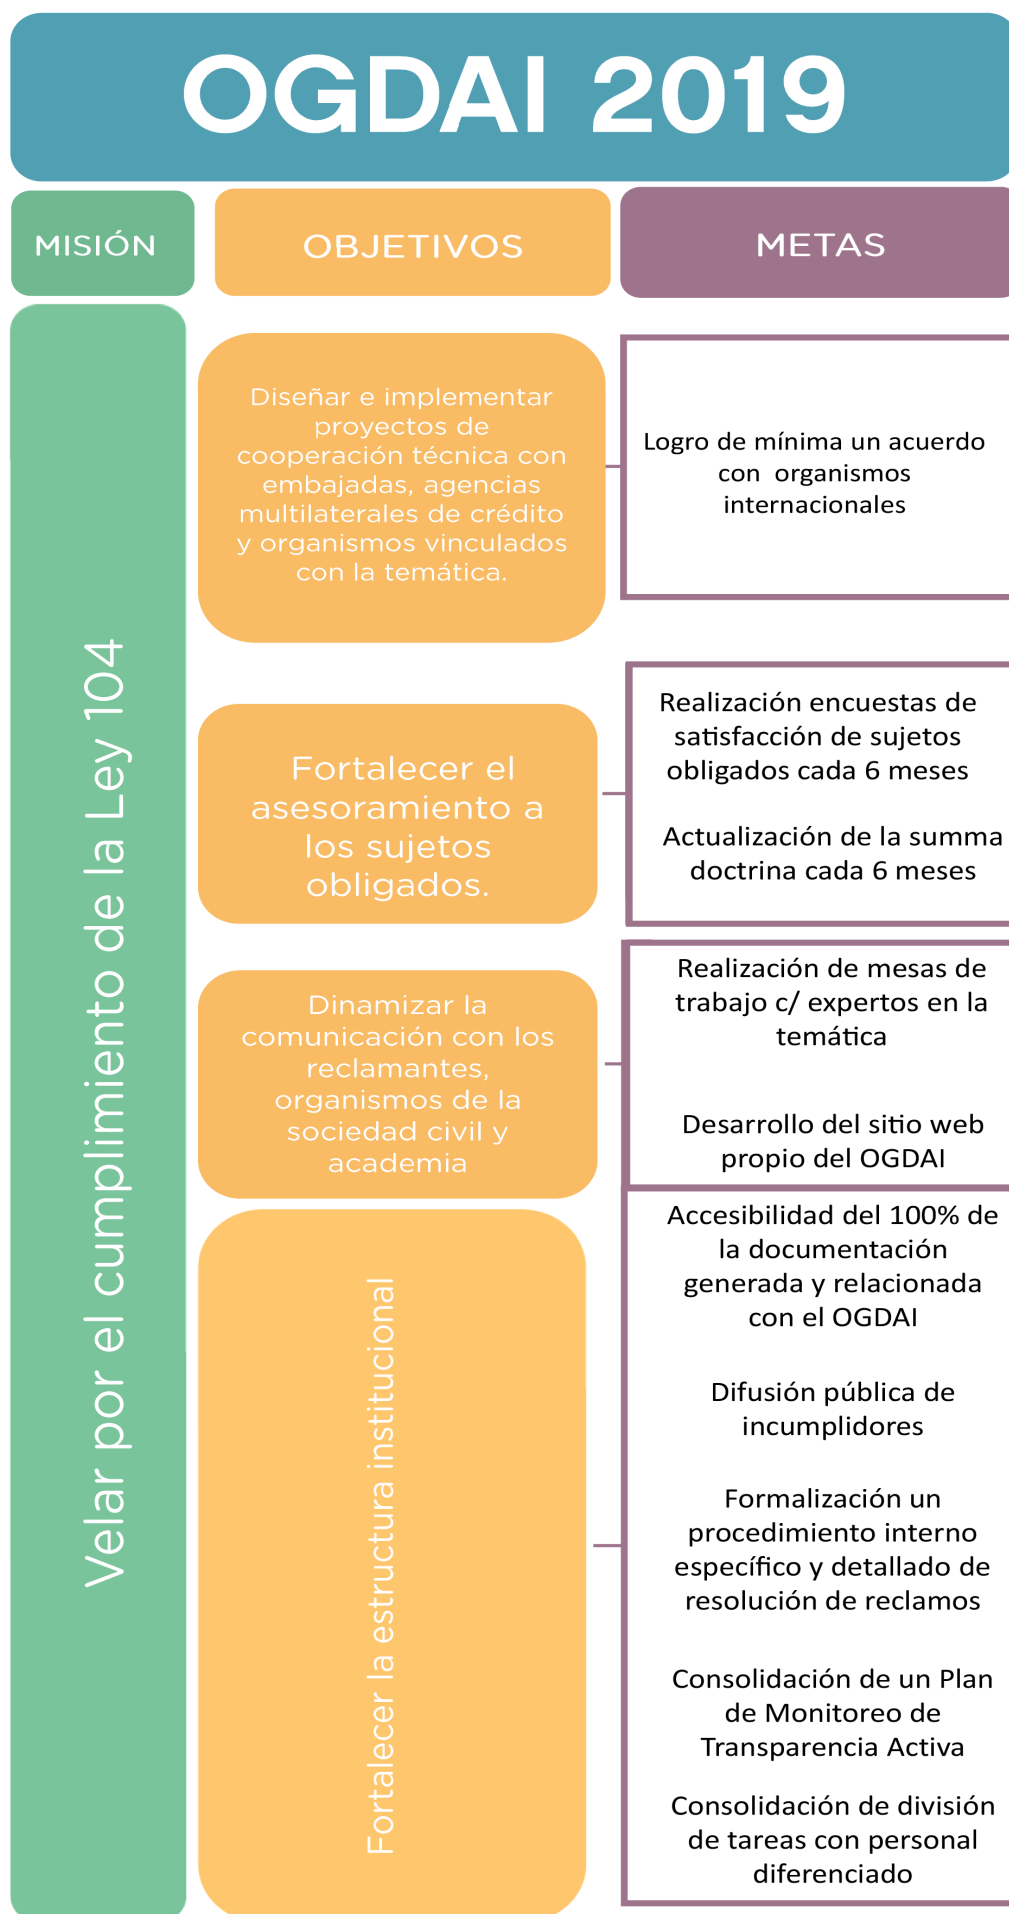 OGDAI 2019
MISIÓN
OBJETIVOS
METAS
Velar por el cumplimiento de la Ley 104
Diseñar e implementar
proyectos de
cooperación técnica con
embajadas, agencias
multilaterales de crédito
y organismos vinculados
con la temática.
Logro de mínima un acuerdo
con organismos
internacionales
Fortalecer el
asesoramiento a
los sujetos
obligados.
Realización encuestas de
satisfacción de sujetos
obligados cada 6 meses
Actualización de la summa
doctrina cada 6 meses
Dinamizar la
comunicación con los
reclamantes,
organismos de la
sociedad civil y
academia
Realización de mesas de
trabajo c/ expertos en la
temática
Desarrollo del sitio web
propio del OGDAI
Fortalecer la estructura institucional
Accesibilidad del 100% de
la documentación
generada y relacionada
con el OGDAI
Difusión pública de
incumplidores
Formalización un
procedimiento interno
específico y detallado de
resolución de reclamos
Consolidación de un Plan
de Monitoreo de
Transparencia Activa
Consolidación de división
de tareas con personal
diferenciado